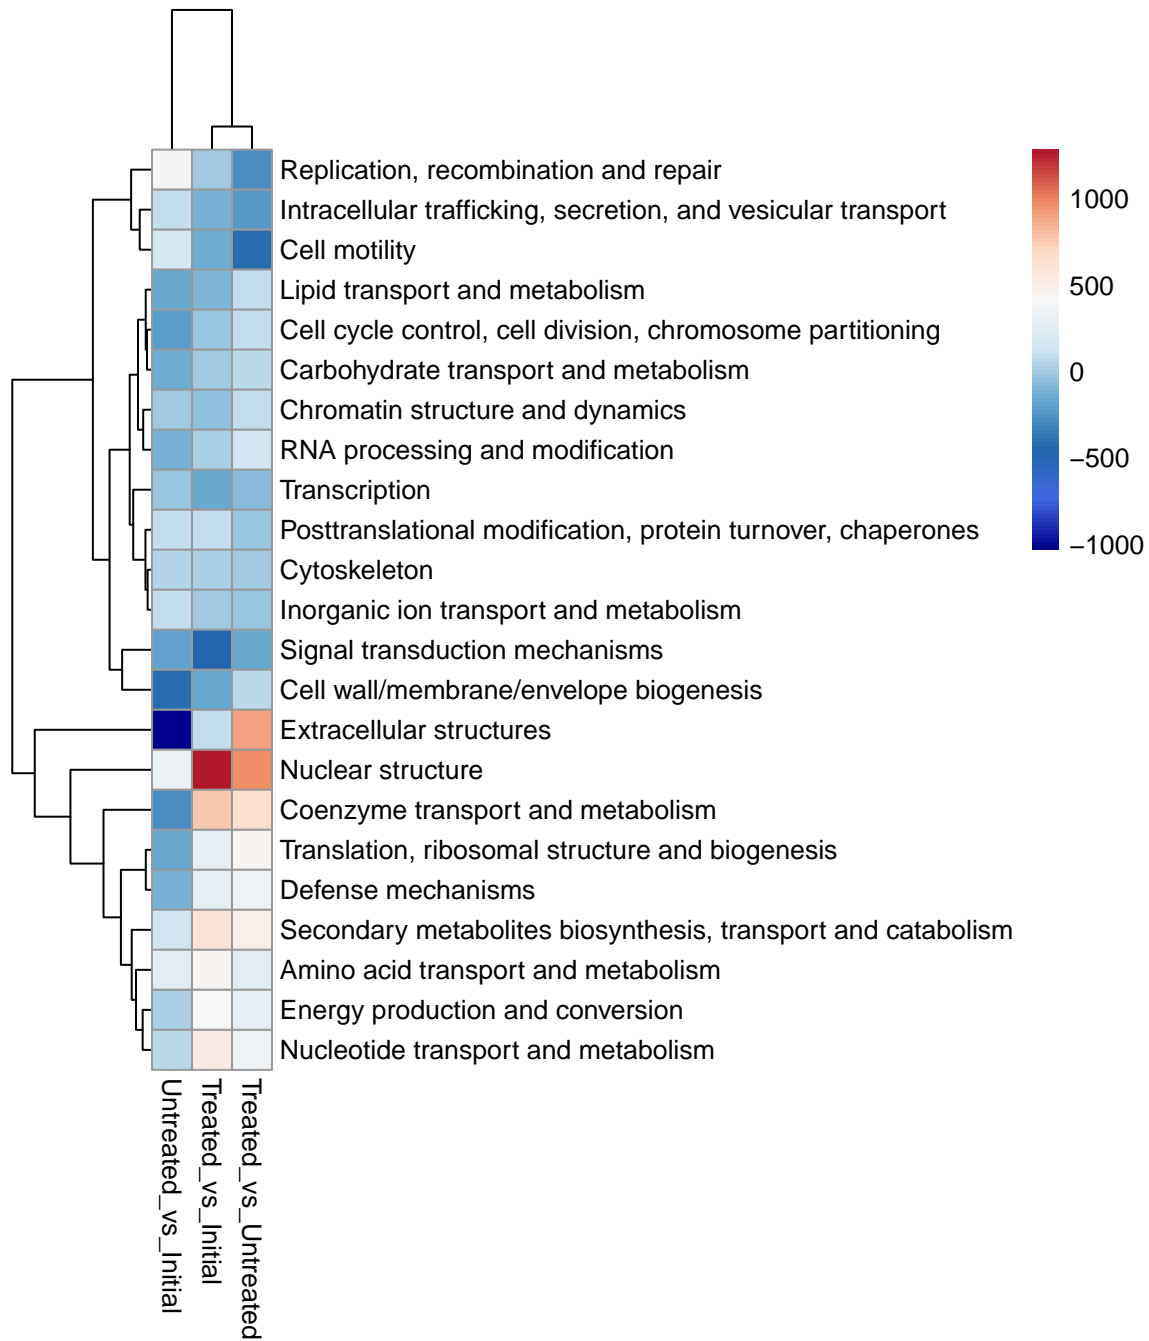 Replication, recombination and repair
Intracellular trafficking, secretion, and vesicular transport
Cell motility
Lipid transport and metabolism
Cell cycle control, cell division, chromosome partitioning
Carbohydrate transport and metabolism
Chromatin structure and dynamics
RNA processing and modification
Transcription
Posttranslational modification, protein turnover, chaperones
Cytoskeleton
Inorganic ion transport and metabolism
Signal transduction mechanisms
Cell wall/membrane/envelope biogenesis
Extracellular structures
Nuclear structure
Coenzyme transport and metabolism
Translation, ribosomal structure and biogenesis
Defense mechanisms
Secondary metabolites biosynthesis, transport and catabolism
Amino acid transport and metabolism
Energy production and conversion
Nucleotide transport and metabolism
Untreated_vs_Initial
Treated_vs_Initial
Treated_vs_Untreated
1000
500
0
−500
−1000